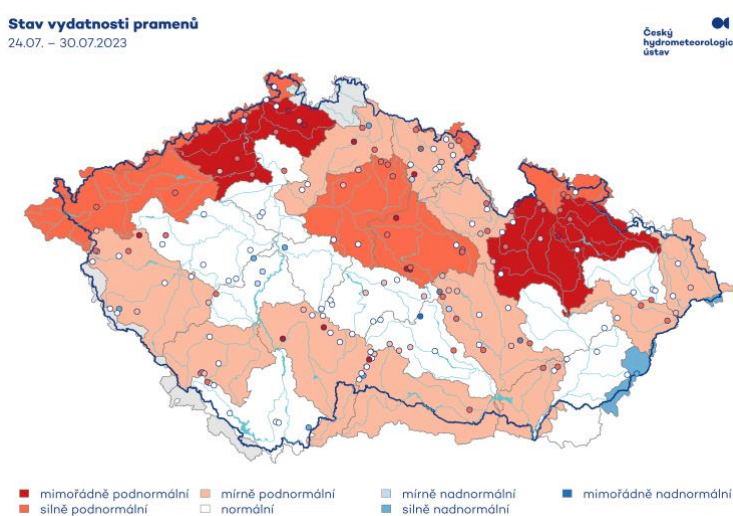 Stav vydatnosti pramenů
24.07. – 30.07.2023
Český
hydrometeorologic
ústav
mimořádně podnormální
mírně podnormální
mírně nadnormální
mimořádně nadnormální
silně podnormální
normální
silně nadnormální